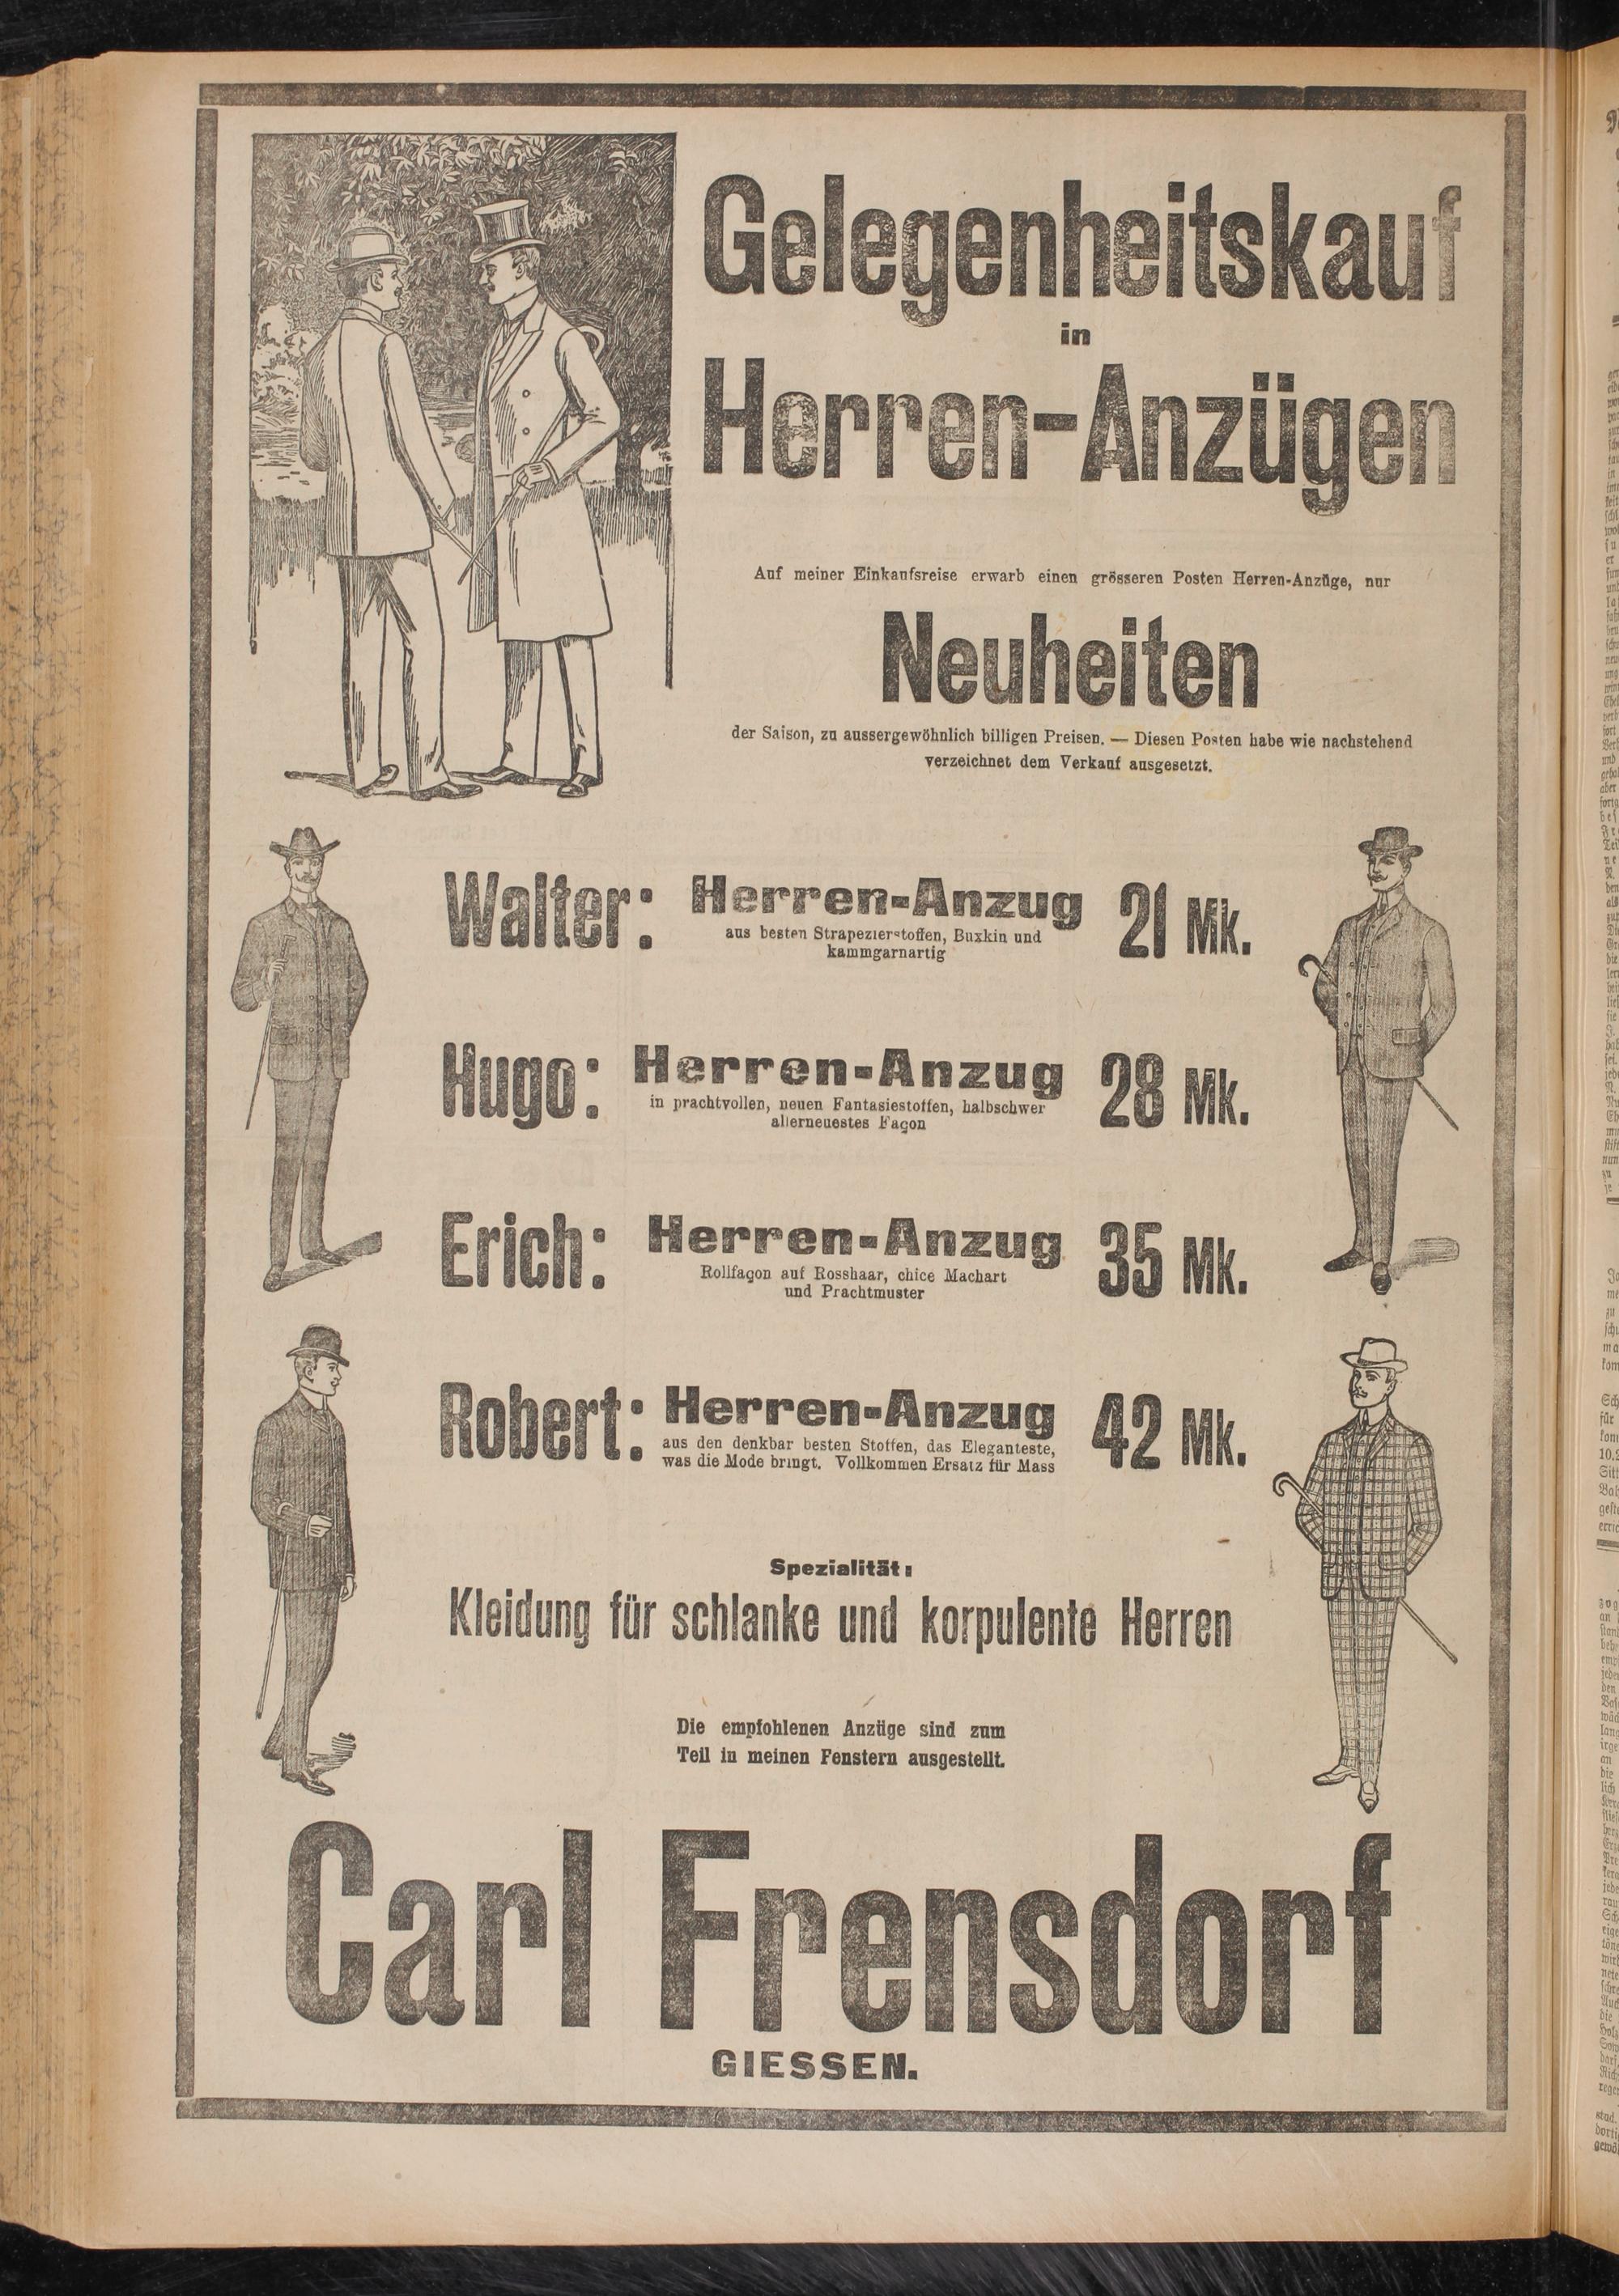 Gelegenheitskauf
in
Herren-Anzügen
Auf meiner Einkaufsreise erwarb einen grösseren Posten Herren-Anzüge, nur
Neuheiten
der Saison, zu aussergewöhnlich billigen Preisen. — Diesen Posten habe wie nachstehend
verzeichnet dem Verkauf ausgesetzt.
Walter: Herren-Anzug 21 Mk.
aus besten Strapezierstoffen, Buxkin und
kammgarnartig
Hugo: Herren-Anzug 28 Mk.
in prachtvollen, neuen Fantasiestoffen, halbschwer
allerneuestes Façon
Erich: Herren-Anzug 35 Mk.
Rollfaçon auf Rosshaar, chice Machart
und Prachtmuster
Robert: Herren-Anzug 42 Mk.
aus den denkbar besten Stoffen, das Eleganteste,
was die Mode bringt. Vollkommen Ersatz für Mass
Spezialität:
Kleidung für schlanke und korpulente Herren
Die empfohlenen Anzüge sind zum
Teil in meinen Fenstern ausgestellt.
Carl Frensdorf
GIESSEN.